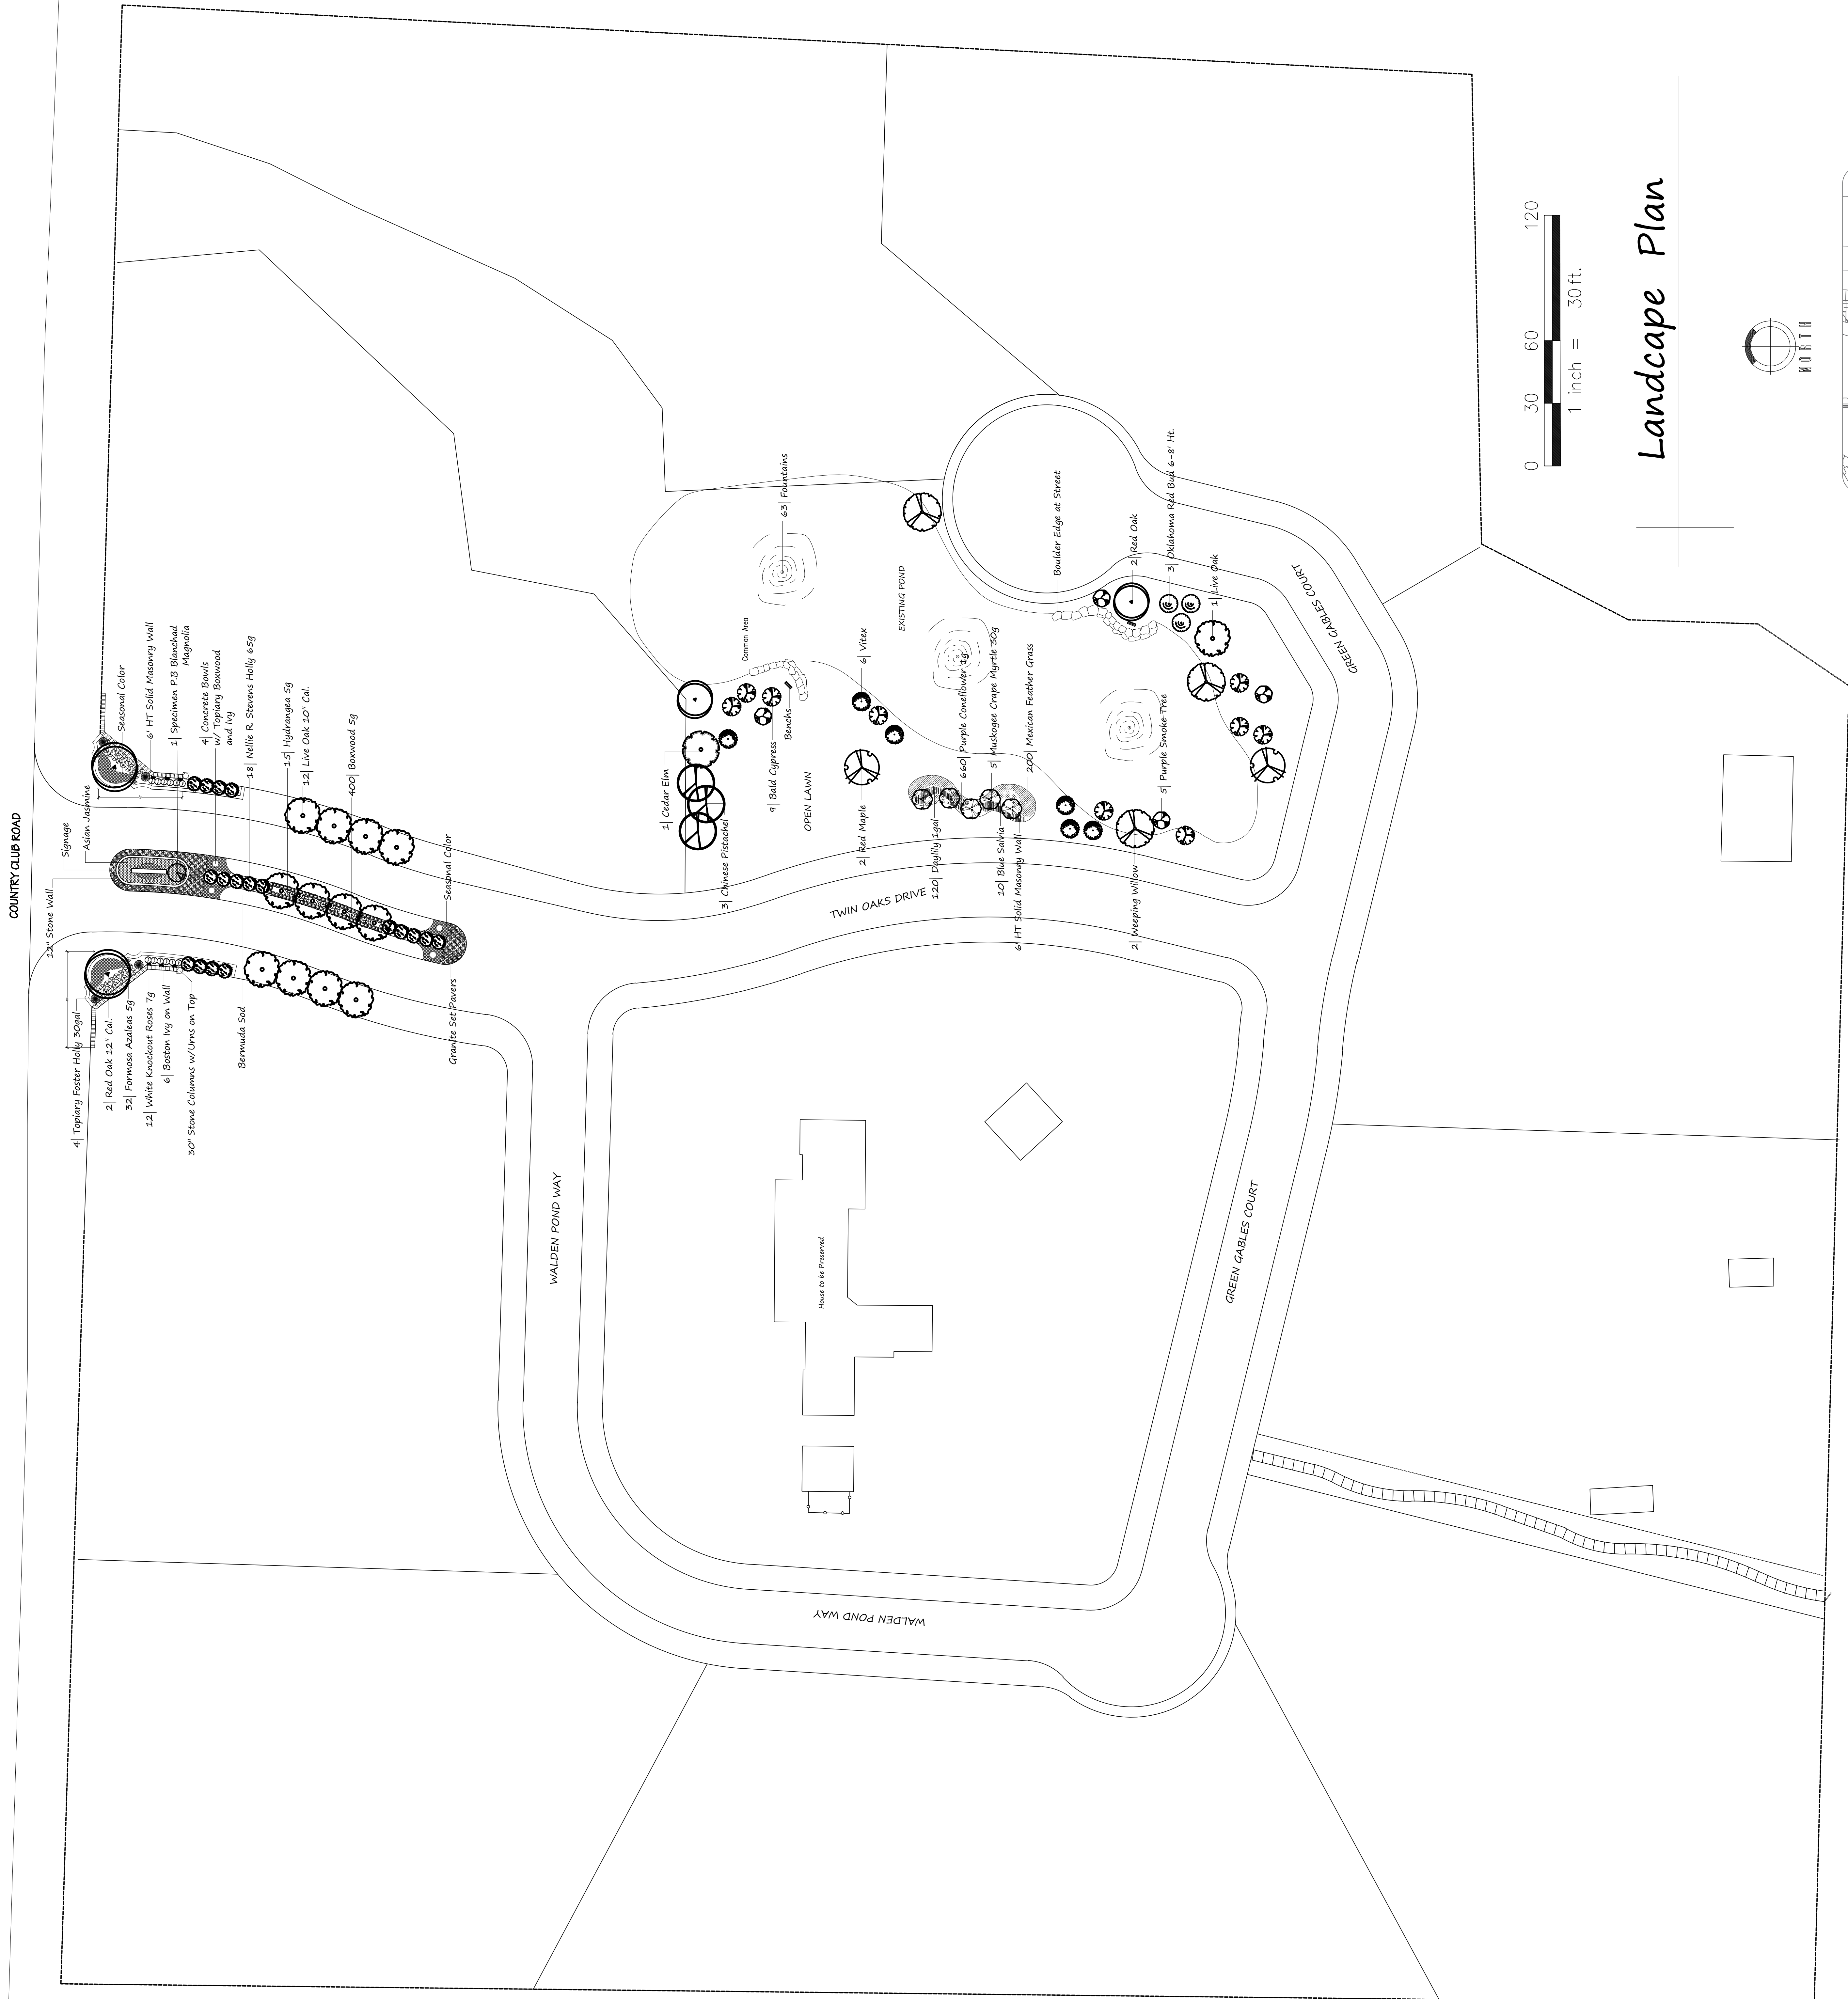 COUNTRY CLUB ROAD
Signage
Asian Jasmine
12" Stone Wall
Seasonal Color
6' HT Solid Masonry Wall
1| Specimen P.B Blanchad
Magnolia
4| Concrete Bowls
w/ Topiary Boxwood
and Ivy
18| Nellie R. Stevens Holly 65g
15| Hydrangea 5g
12| Live Oak 10" Cal.
400| Boxwood 5g
Seasonal Color
4| Topiary Foster Holly 30gal
2| Red Oak 12" Cal.
32| Formosa Azaleas 5g
12| White Knockout Roses 7g
6| Boston Ivy on Wall
30" Stone Columns w/Urns on Top
Bermuda Sod
Granite Set Pavers
1| Cedar Elm
3| Chinese Pistachel
Common Area
9| Bald Cypress
Benchs
63| Fountains
OPEN LAWN
2| Red Maple
6| Vitex
EXISTING POND
120| Daylily 1gal
660| Purple Coneflower 1g
5| Muskogee Crape Myrtle 30g
10| Blue Salvia
6' HT Solid Masonry Wall
200| Mexican Feather Grass
Boulder Edge at Street
2| Red Oak
3| Oklahoma Red Bud 6-8' Ht.
1| Live Oak
5| Purple Smoke Tree
2| Weeping Willow
TWIN OAKS DRIVE
GREEN GABLES COURT
WALDEN POND WAY
House to be Preserved
GREEN GABLES COURT
WALDEN POND WAY
0 30 60 120
1 inch = 30ft.
Landcape Plan
NORTH